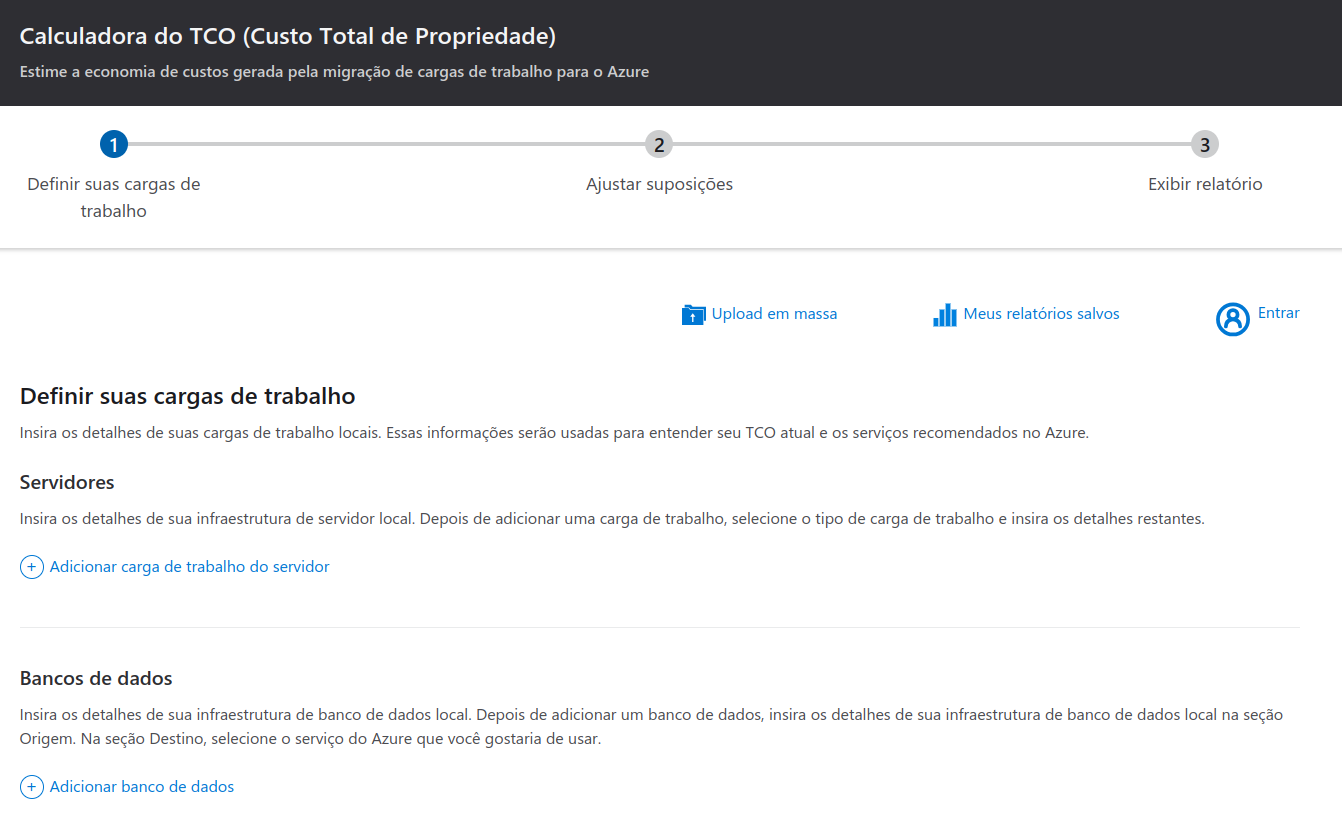 Calculadora do TCO (Custo Total de Propriedade)
Estime a economia de custos gerada pela migração de cargas de trabalho para o Azure
1
2
3
Definir suas cargas de
trabalho
Ajustar suposições
Exibir relatório
Upload em massa
Meus relatórios salvos
Entrar
Definir suas cargas de trabalho
Insira os detalhes de suas cargas de trabalho locais. Essas informações serão usadas para entender seu TCO atual e os serviços recomendados no Azure.
Servidores
Insira os detalhes de sua infraestrutura de servidor local. Depois de adicionar uma carga de trabalho, selecione o tipo de carga de trabalho e insira os detalhes restantes.
Adicionar carga de trabalho do servidor
Bancos de dados
Insira os detalhes de sua infraestrutura de banco de dados local. Depois de adicionar um banco de dados, insira os detalhes de sua infraestrutura de banco de dados local na seção
Origem. Na seção Destino, selecione o serviço do Azure que você gostaria de usar.
Adicionar banco de dados